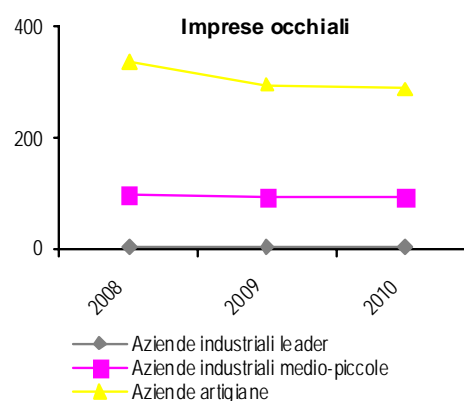 Imprese occhiali
400
200
0
2008
2009
2010
Aziende industriali leader
Aziende industriali medio-piccole
Aziende artigiane